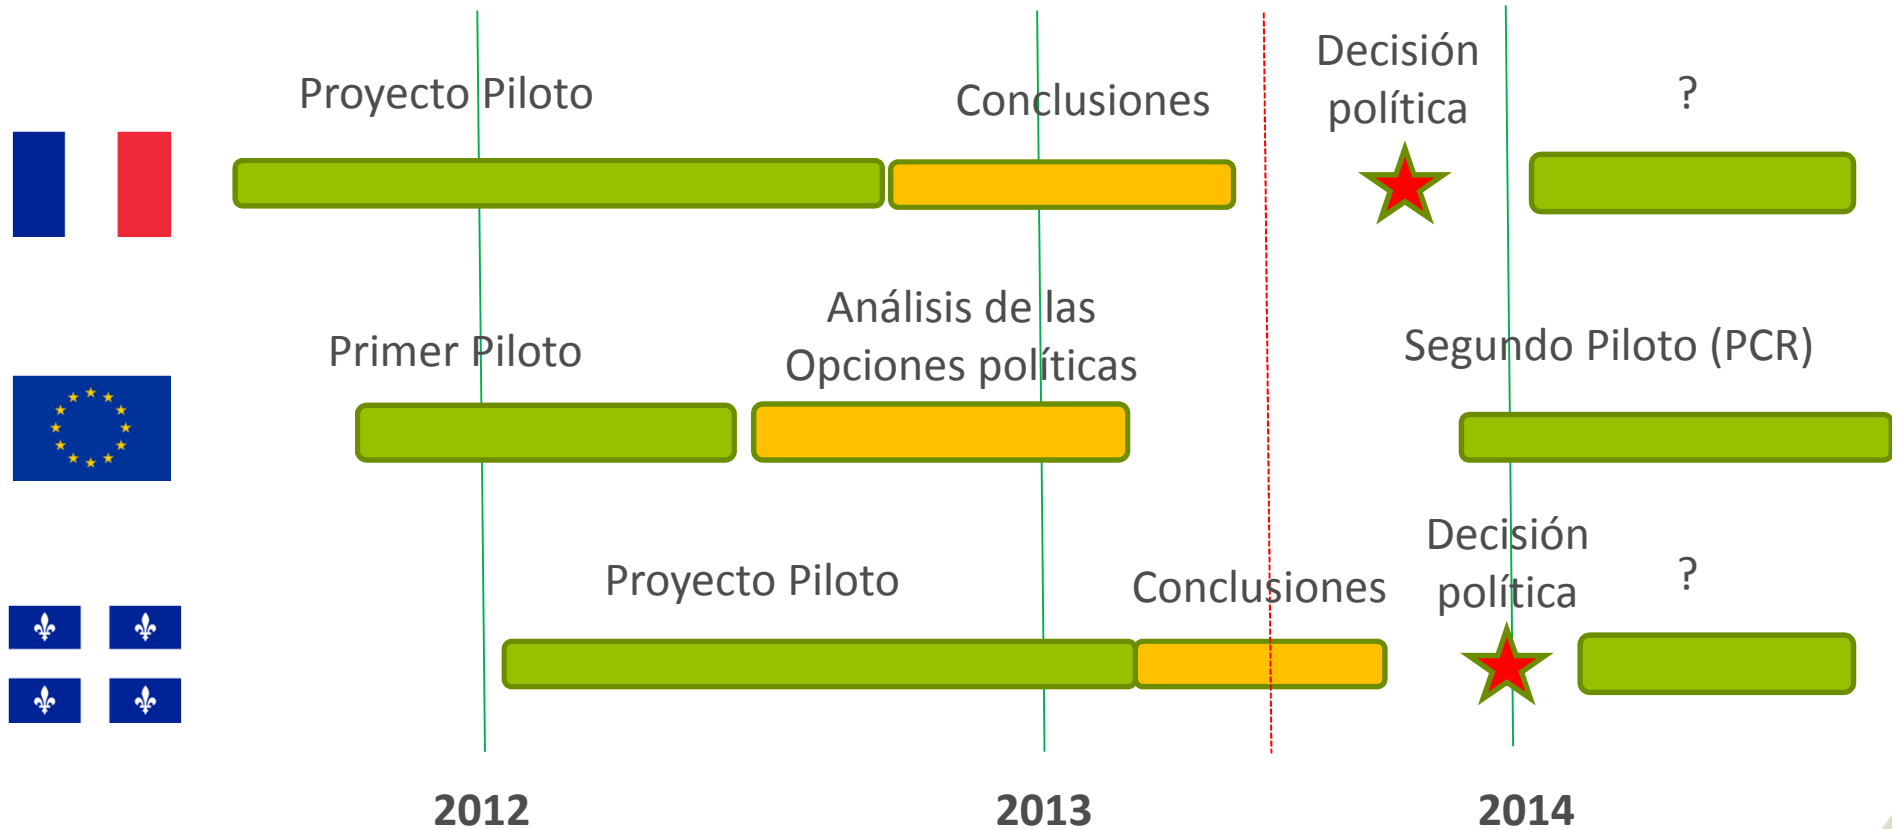 Proyecto Piloto
Conclusiones
Decisión
política
?
Primer Piloto
Análisis de las
Opciones políticas
Segundo Piloto (PCR)
Proyecto Piloto
Conclusiones
Decisión
política
?
2012
2013
2014